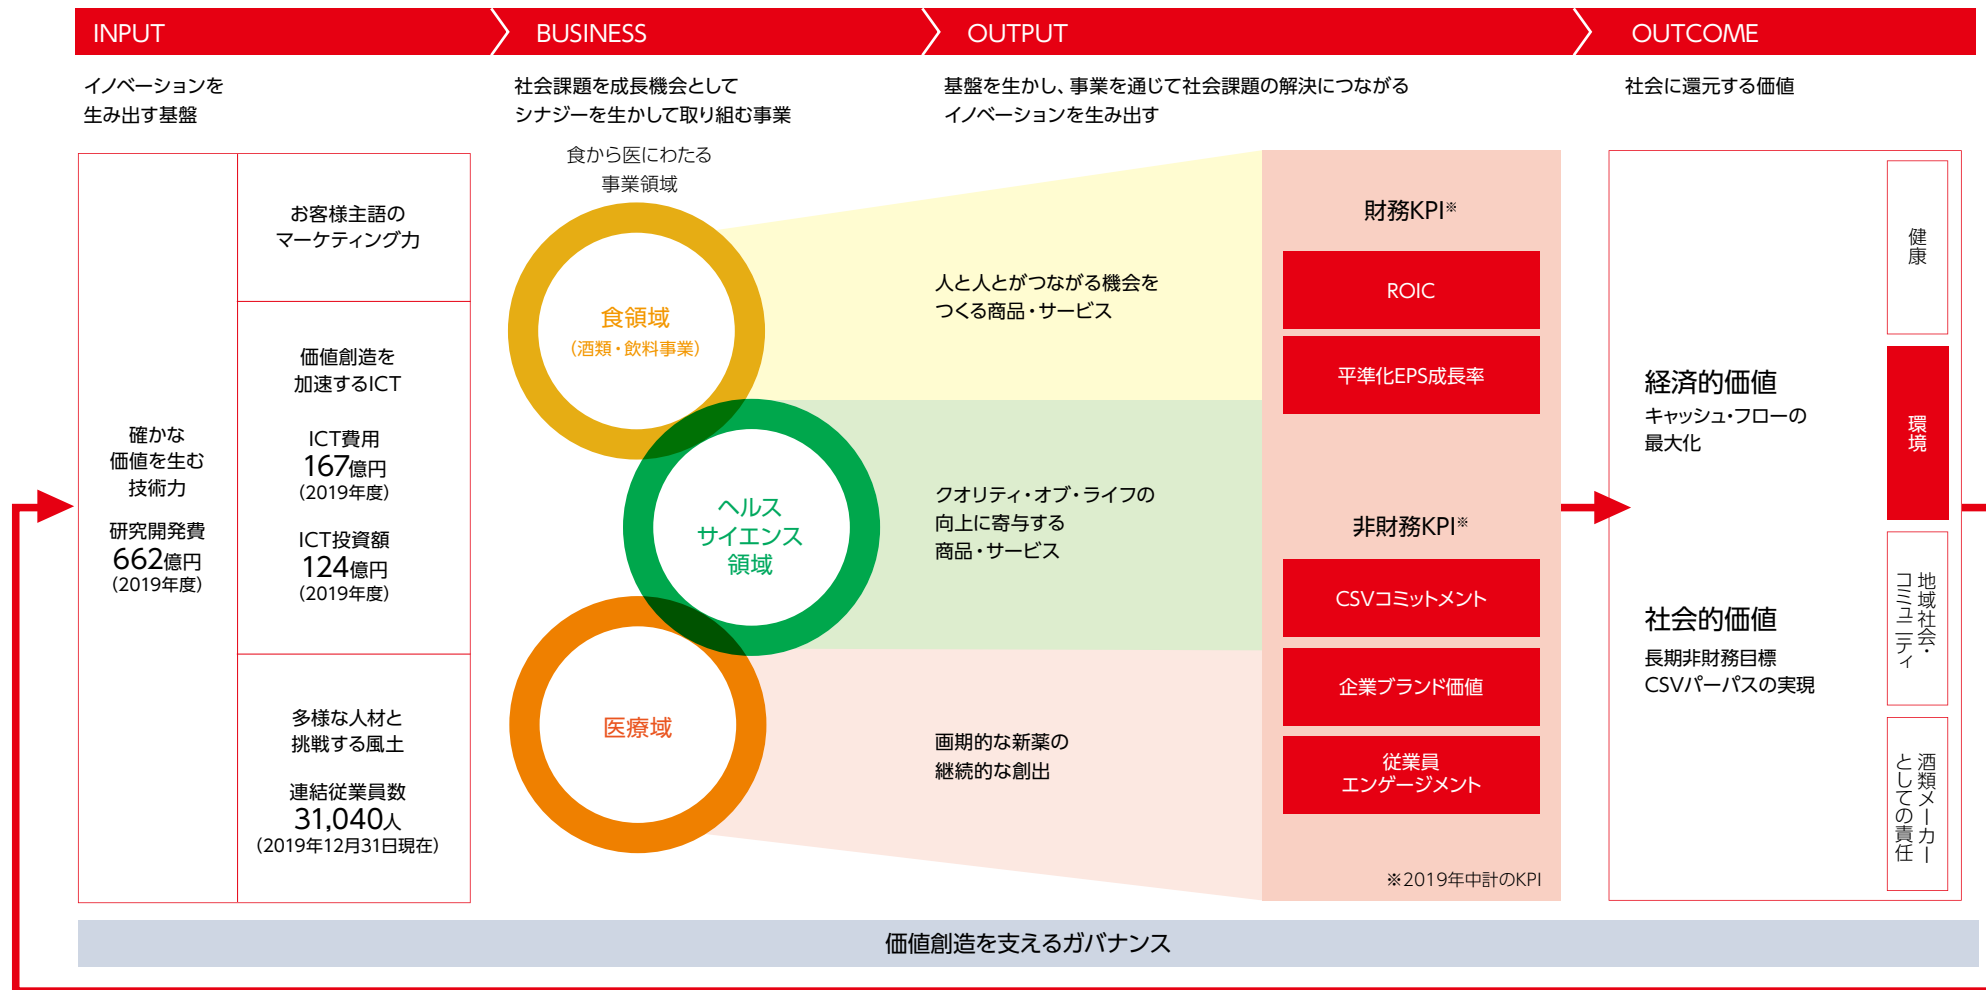 INPUT
BUSINESS
OUTPUT
OUTCOME
イノベーションを
生み出す基盤
社会課題を成長機会として
シナジーを生かして取り組む事業
基盤を生かし、事業を通じて社会課題の解決につながる
イノベーションを生み出す
社会に還元する価値
確かな
価値を生む
技術力
研究開発費
662億円
(2019年度)
お客様主語の
マーケティング力
価値創造を
加速するICT
ICT費用
167億円
(2019年度)
ICT投資額
124億円
(2019年度)
多様な人材と
挑戦する風土
連結従業員数
31,040人
(2019年12月31日現在)
食から医にわたる
事業領域
食領域
(酒類・飲料事業)
ヘルス
サイエンス
領域
医療域
人と人とがつながる機会を
つくる商品・サービス
クオリティ・オブ・ライフの
向上に寄与する
商品・サービス
画期的な新薬の
継続的な創出
財務KPI※
ROIC
平準化EPS成長率
非財務KPI※
CSVコミットメント
企業ブランド価値
従業員
エンゲージメント
※2019年中計のKPI
経済的価値
キャッシュ・フローの
最大化
社会的価値
長期非財務目標
CSVパーパスの実現
健康
環境
地域社会・
コミュニティ
酒類メーカー
としての責任
価値創造を支えるガバナンス